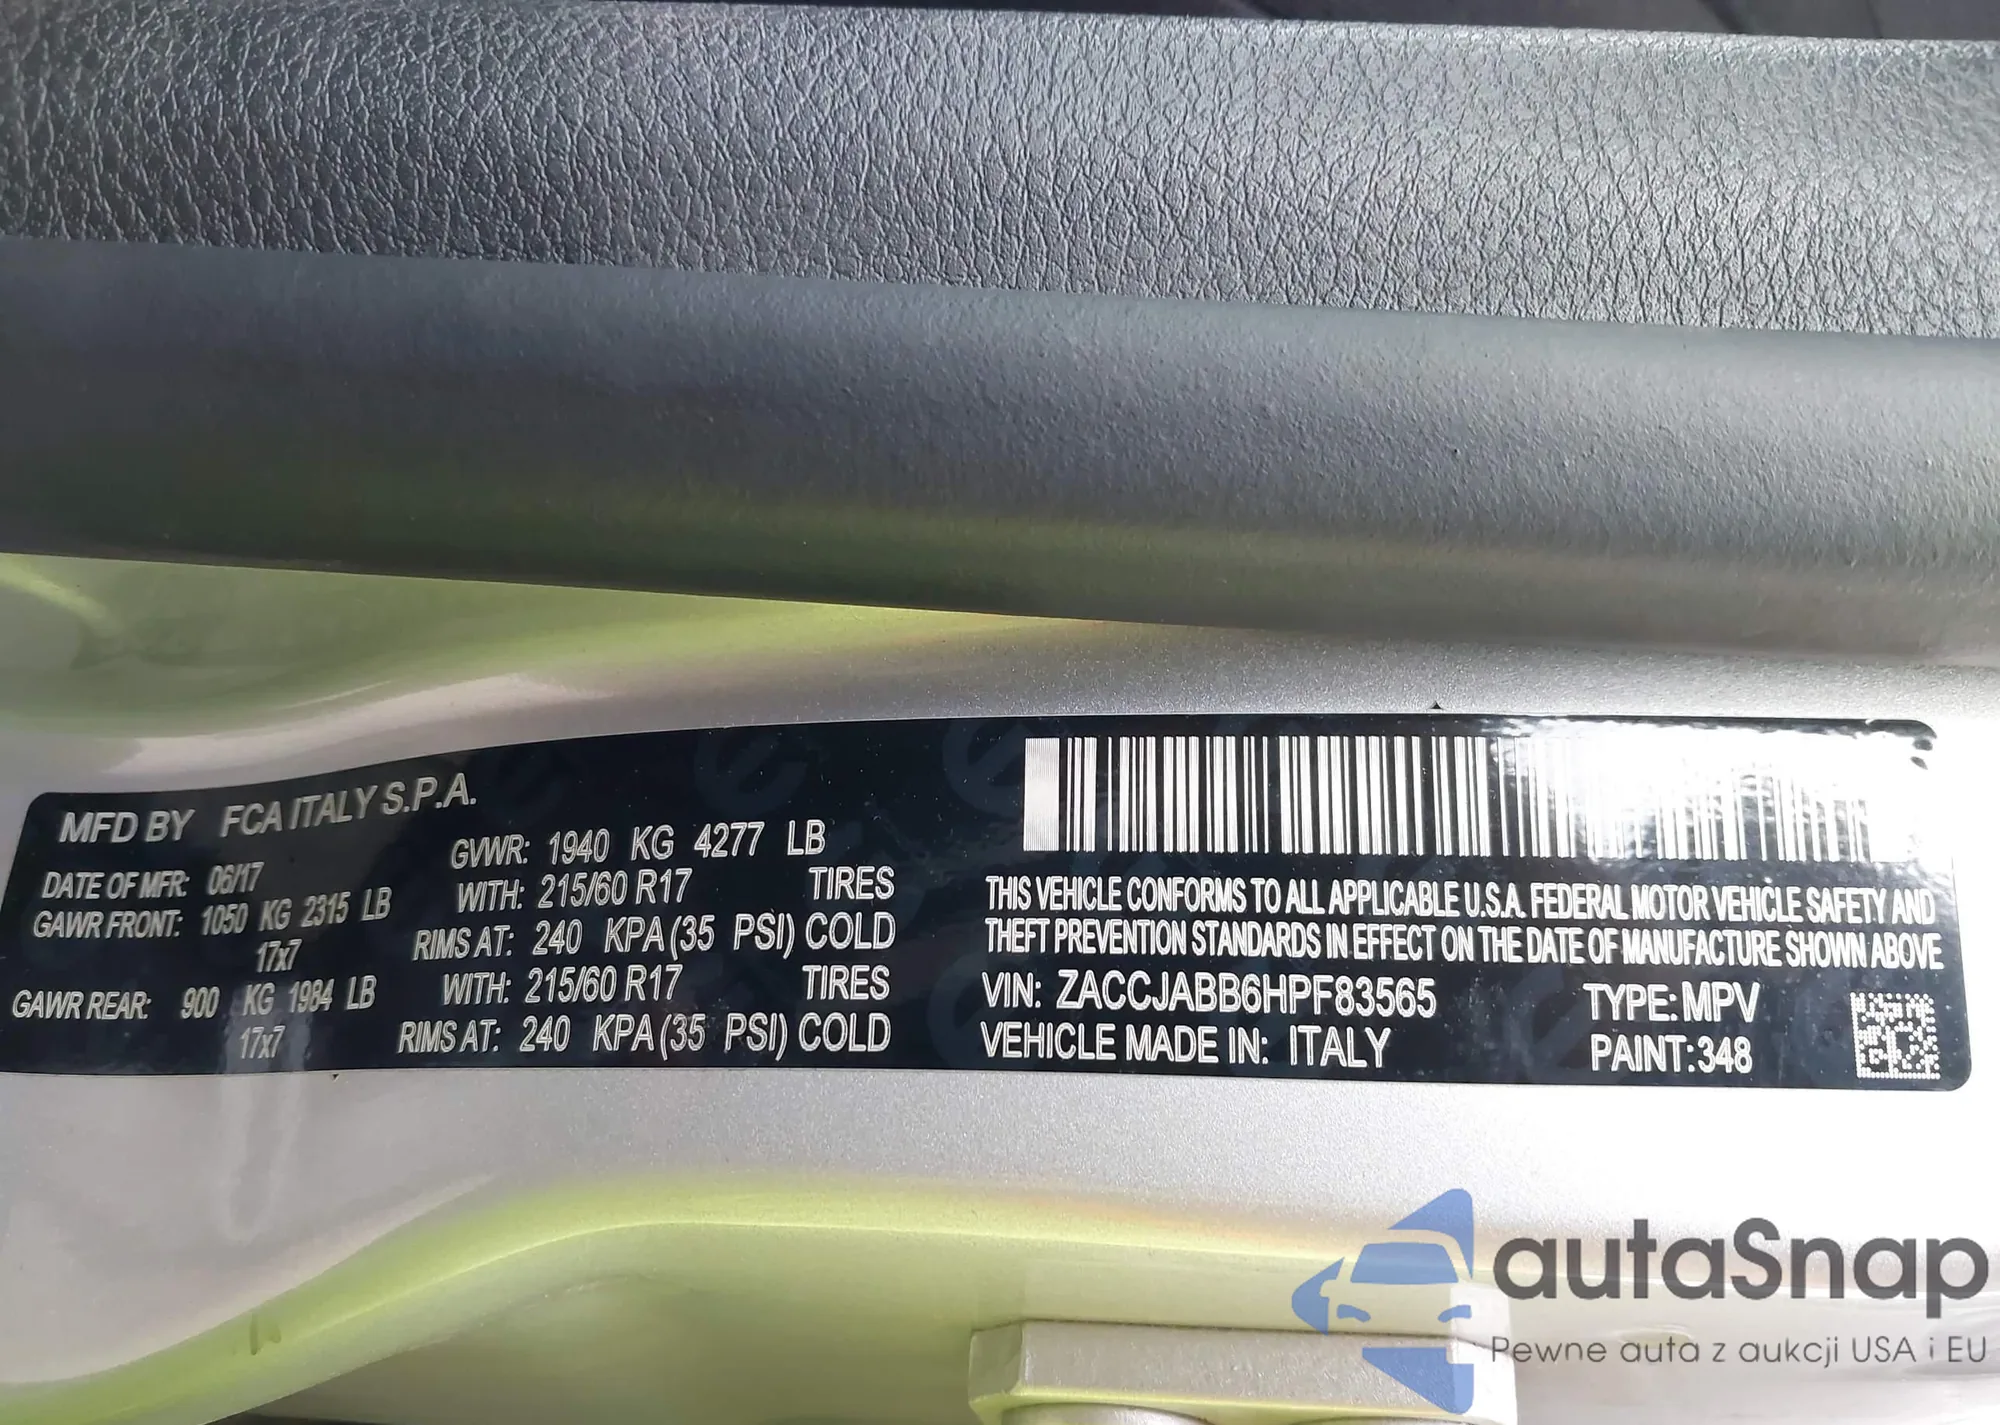 MFD BY FCA ITALY S.P.A.
DATE OF MFR: 06/17
GVWR: 1940 KG 4277 LB
GAWR FRONT: 1050 KG 2315 LB
WITH: 215/60 R17 TIRES
17x7
RIMS AT: 240 KPA (35 PSI) COLD
GAWR REAR: 900 KG 1984 LB
WITH: 215/60 R17 TIRES
17x7
RIMS AT: 240 KPA (35 PSI) COLD
THIS VEHICLE CONFORMS TO ALL APPLICABLE U.S.A. FEDERAL MOTOR VEHICLE SAFETY AND
THEFT PREVENTION STANDARDS IN EFFECT ON THE DATE OF MANUFACTURE SHOWN ABOVE
VIN: ZACCJABB6HPF83565 TYPE: MPV
VEHICLE MADE IN: ITALY PAINT: 348
autaSnap
Pewne auta z aukcji USA i EU